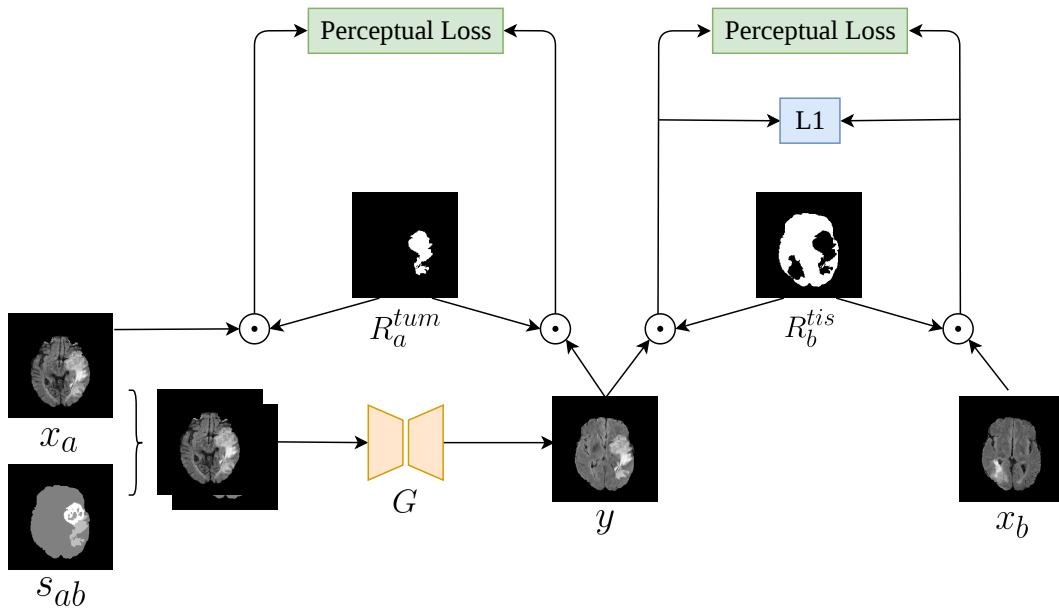 Perceptual Loss
Perceptual Loss
L1
R_a^{tum}
R_b^{tis}
x_a
G
y
x_b
s_{ab}